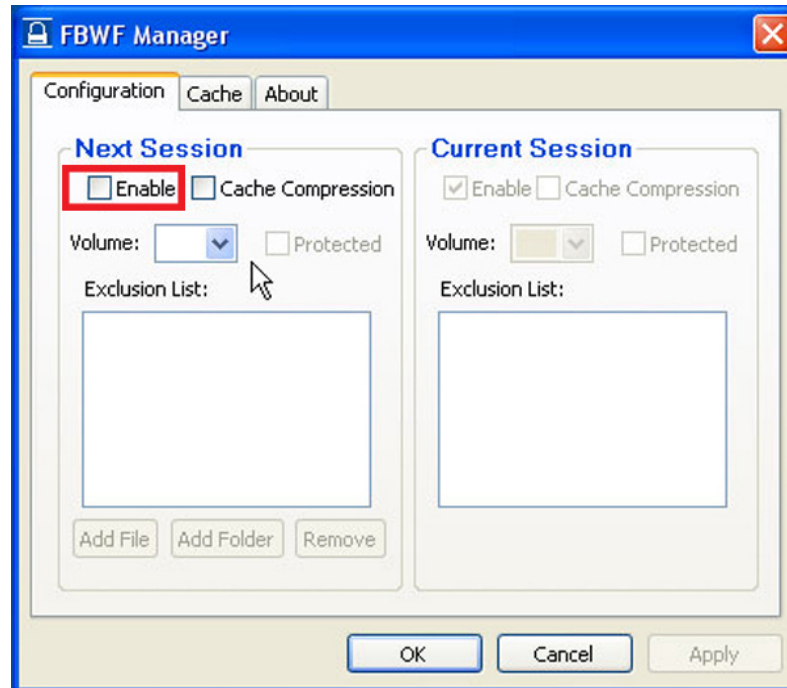 FBWF Manager
Configuration Cache About
Next Session
Enable Cache Compression
Volume: Protected
Exclusion List:
Add File Add Folder Remove
Current Session
Enable Cache Compression
Volume: Protected
Exclusion List:
OK Cancel Apply